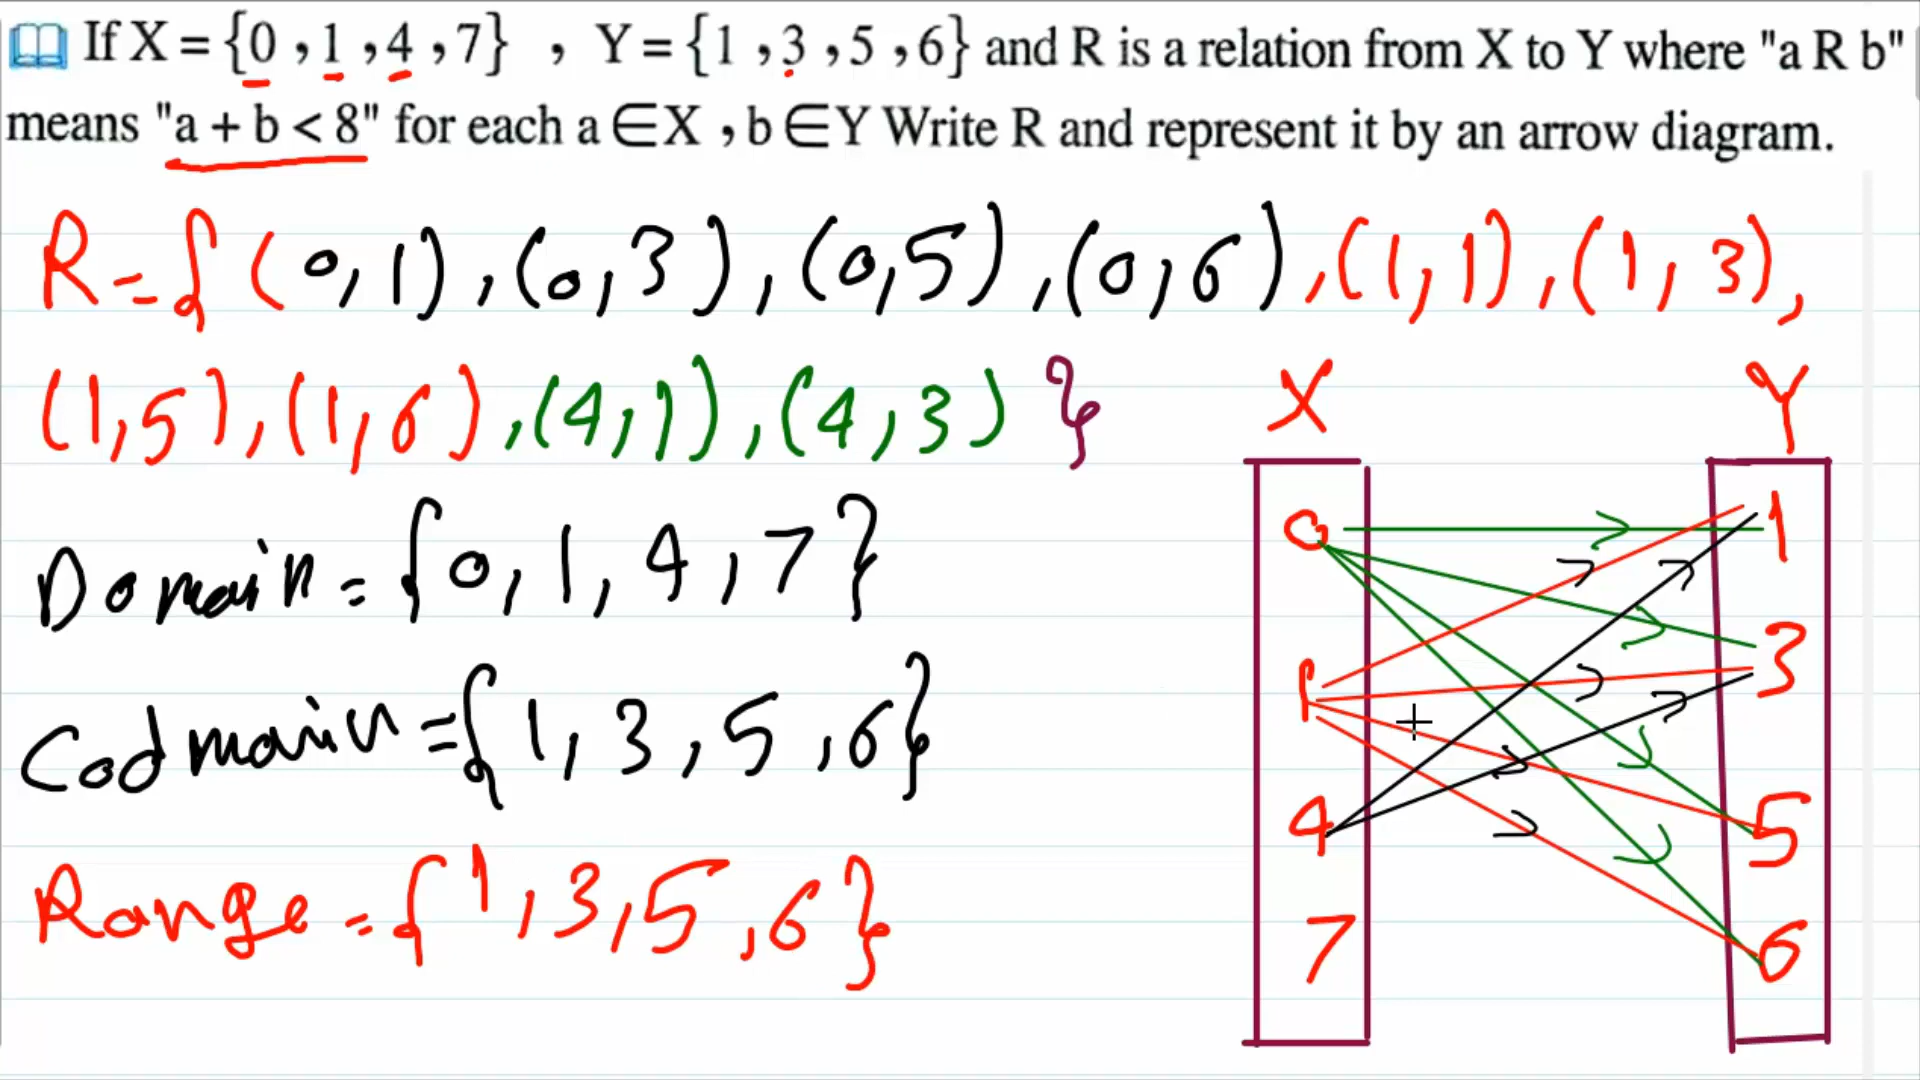 If X = {0 , 1 , 4 , 7} , Y = {1 , 3 , 5 , 6} and R is a relation from X to Y where "a R b"
means "a + b < 8" for each a ∈ X , b ∈ Y Write R and represent it by an arrow diagram.
R = { (0,1) , (0,3) , (0,5) , (0,6) , (1,1) , (1,3) ,
(1,5) , (1,6) , (4,1) , (4,3) }
Domain = {0, 1, 4, 7}
Codmain = {1, 3, 5, 6}
Range = {1, 3, 5, 6}
X Y
0 1
1 3
4 5
7 6